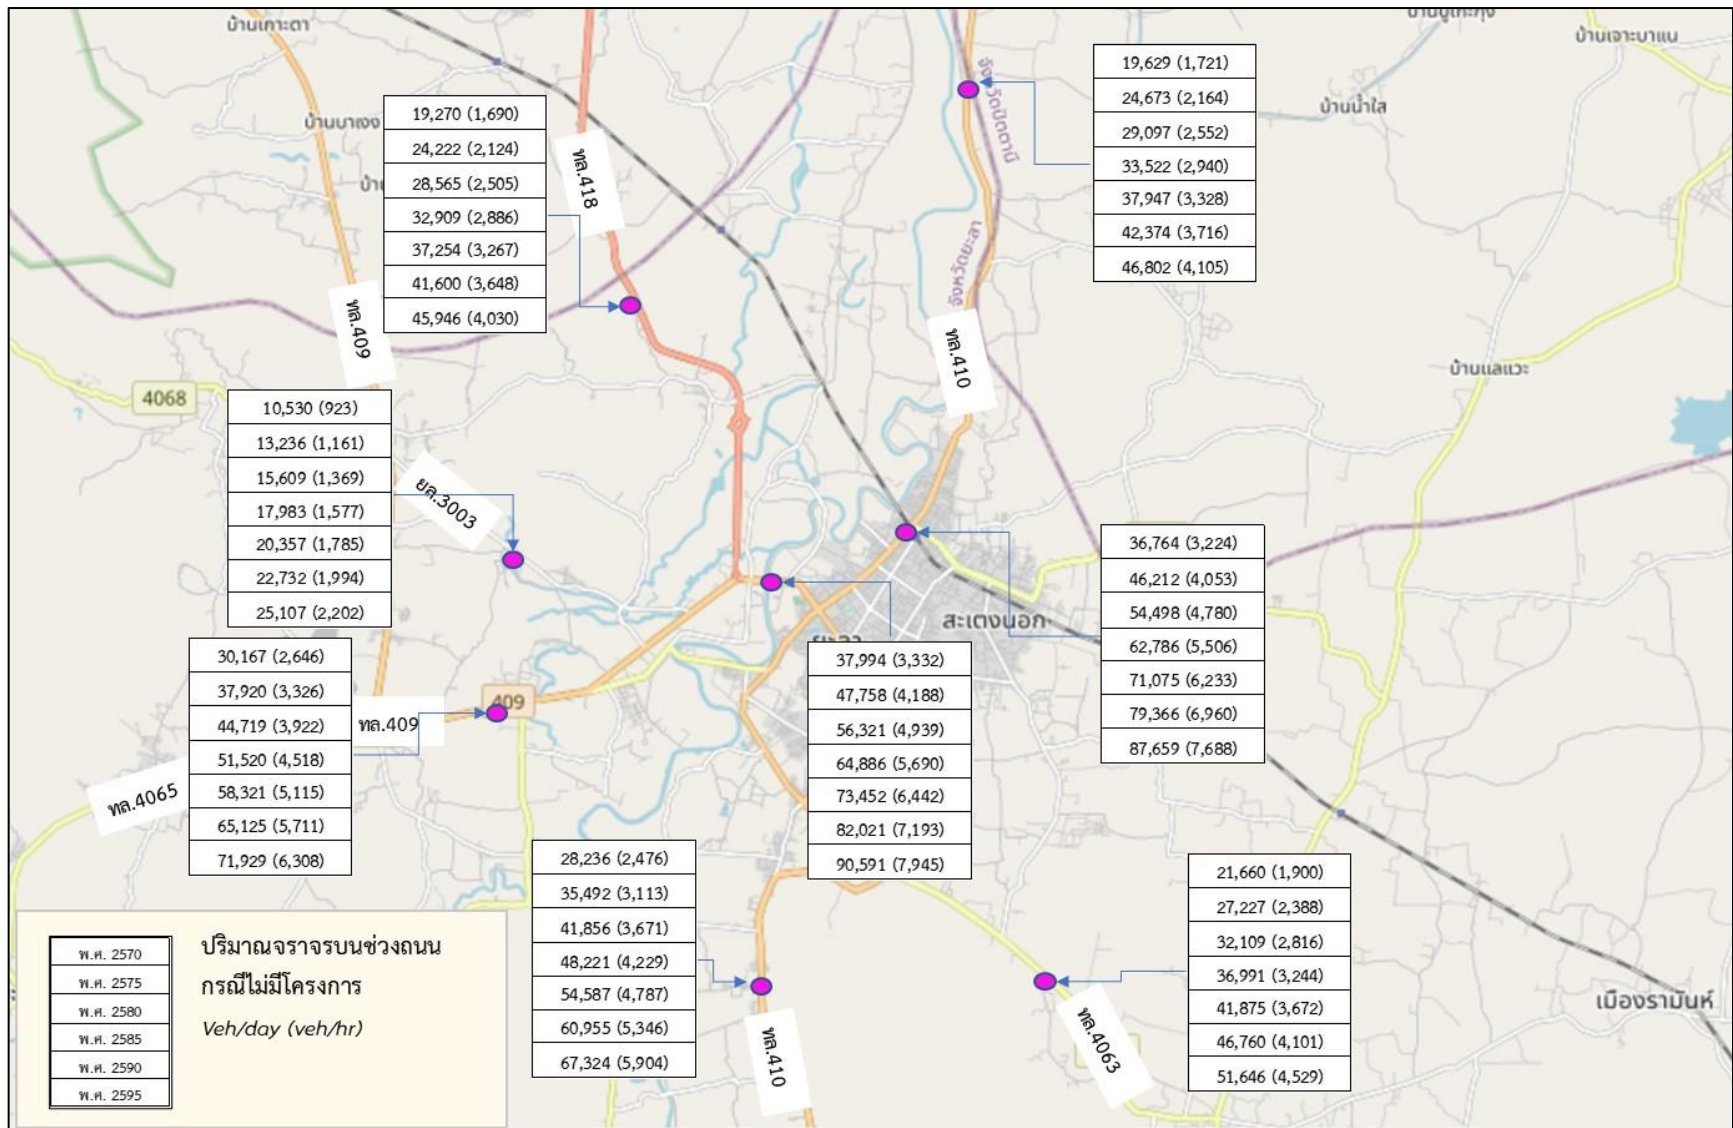 บ้านเกาะตา
บ้านเจาะบาแน
บ้านน้ำใส
จังหวัดปัตตานี
จังหวัดยะลา
19,629 (1,721)
24,673 (2,164)
29,097 (2,552)
33,522 (2,940)
37,947 (3,328)
42,374 (3,716)
46,802 (4,105)
บ้านบาเจง
19,270 (1,690)
24,222 (2,124)
28,565 (2,505)
32,909 (2,886)
37,254 (3,267)
41,600 (3,648)
45,946 (4,030)
ทล.418
ทล.409
ทล.410
บ้านแลแวะ
4068
10,530 (923)
13,236 (1,161)
15,609 (1,369)
17,983 (1,577)
20,357 (1,785)
22,732 (1,994)
25,107 (2,202)
ยล.3003
36,764 (3,224)
46,212 (4,053)
54,498 (4,780)
62,786 (5,506)
71,075 (6,233)
79,366 (6,960)
87,659 (7,688)
สะเตงนอก
30,167 (2,646)
37,920 (3,326)
44,719 (3,922)
51,520 (4,518)
58,321 (5,115)
65,125 (5,711)
71,929 (6,308)
409
ทล.409
ทล.4065
37,994 (3,332)
47,758 (4,188)
56,321 (4,939)
64,886 (5,690)
73,452 (6,442)
82,021 (7,193)
90,591 (7,945)
28,236 (2,476)
35,492 (3,113)
41,856 (3,671)
48,221 (4,229)
54,587 (4,787)
60,955 (5,346)
67,324 (5,904)
ทล.410
21,660 (1,900)
27,227 (2,388)
32,109 (2,816)
36,991 (3,244)
41,875 (3,672)
46,760 (4,101)
51,646 (4,529)
ทล.4063
เมืองรามันห์
พ.ศ. 2570
พ.ศ. 2575
พ.ศ. 2580
พ.ศ. 2585
พ.ศ. 2590
พ.ศ. 2595
ปริมาณจราจรบนช่วงถนน
กรณีไม่มีโครงการ
Veh/day (veh/hr)